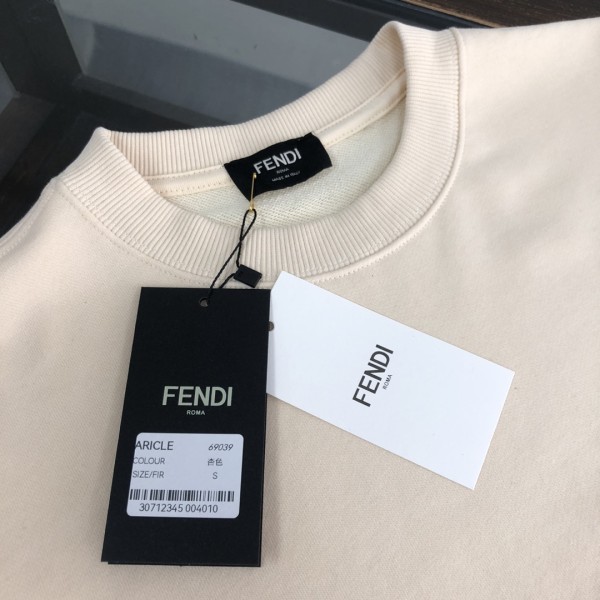 FENDI
ROMA
MADE IN ITALY
FENDI
ROMA
FENDI
ROMA
ARICLE 69039
COLOUR 杏色
SIZE/FIR S
30712345 004010